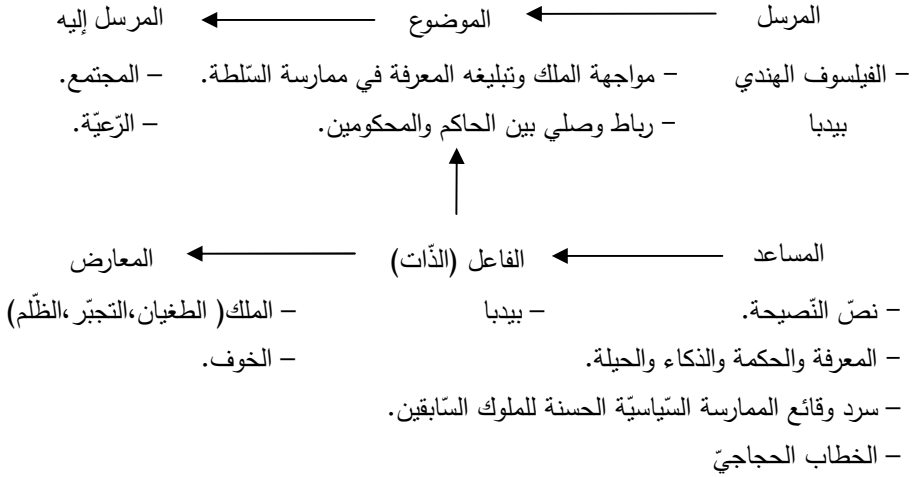 المرسل الموضوع المرسل إليه
– الفيلسوف الهندي – مواجهة الملك وتبليغه المعرفة في ممارسة السّلطة. – المجتمع.
بيدبا – رباط وصلي بين الحاكم والمحكومين. – الرّعيّة.
المساعد الفاعل (الذّات) المعارض
– نصّ النّصيحة. – بيدبا – الملك( الطغيان،التجبّر،الظّلم)
– المعرفة والحكمة والذكاء والحيلة. – الخوف.
– سرد وقائع الممارسة السّياسيّة الحسنة للملوك السّابقين.
– الخطاب الحجاجيّ